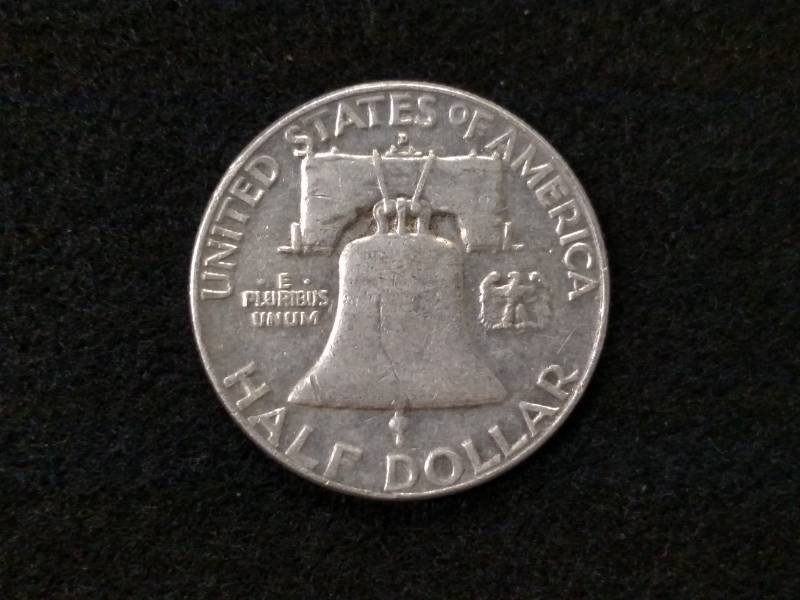 UNITED STATES OF AMERICA
D
· E ·
PLURIBUS
UNUM
HALF DOLLAR